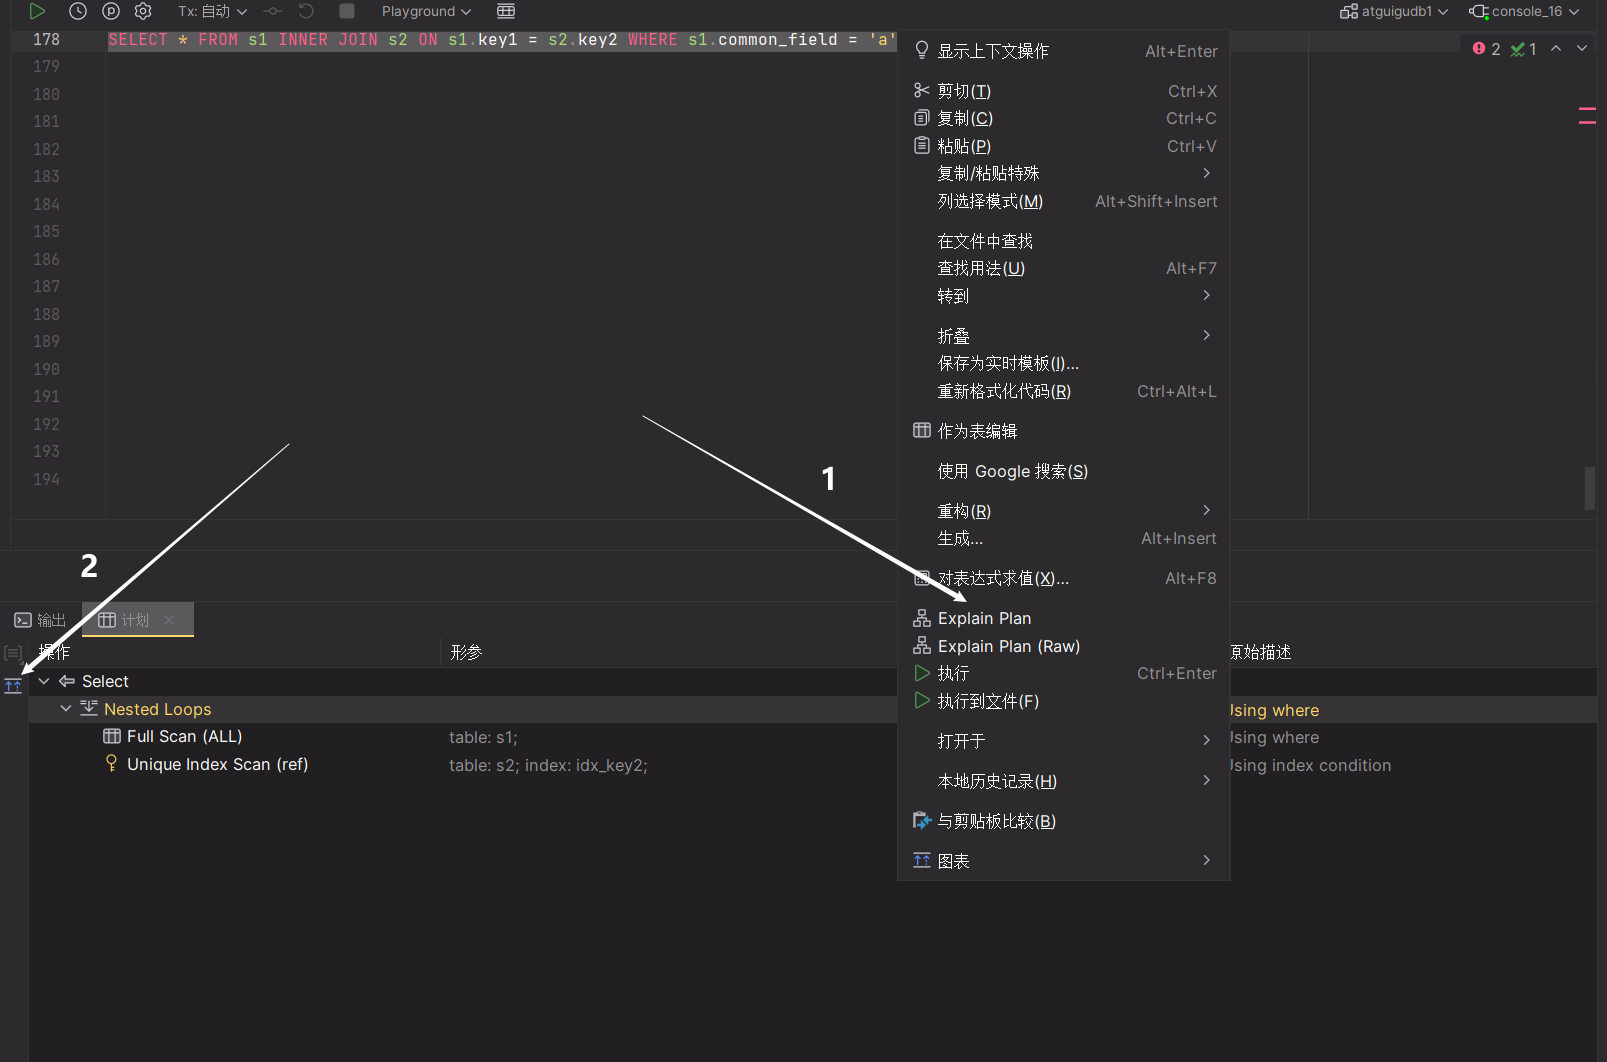 Tx: 自动 Playground atguigudb1 console_16
178 SELECT * FROM s1 INNER JOIN s2 ON s1.key1 = s2.key2 WHERE s1.common_field = 'a'
2 1
179
180
181
182
183
184
185
186
187
188
189
190
191
192
193
194
显示上下文操作 Alt+Enter
剪切(T) Ctrl+X
复制(C) Ctrl+C
粘贴(P) Ctrl+V
复制/粘贴特殊
列选择模式(M) Alt+Shift+Insert
在文件中查找
查找用法(U) Alt+F7
转到
折叠
保存为实时模板(I)...
重新格式化代码(R) Ctrl+Alt+L
作为表编辑
使用 Google 搜索(S)
重构(R)
生成... Alt+Insert
对表达式求值(X)... Alt+F8
Explain Plan
Explain Plan (Raw)
执行 Ctrl+Enter
执行到文件(F)
打开于
本地历史记录(H)
与剪贴板比较(B)
图表
1
2
输出 计划
操作 形参 原始描述
Select
Nested Loops Using where
Full Scan (ALL) table: s1; Using where
Unique Index Scan (ref) table: s2; index: idx_key2; Using index condition